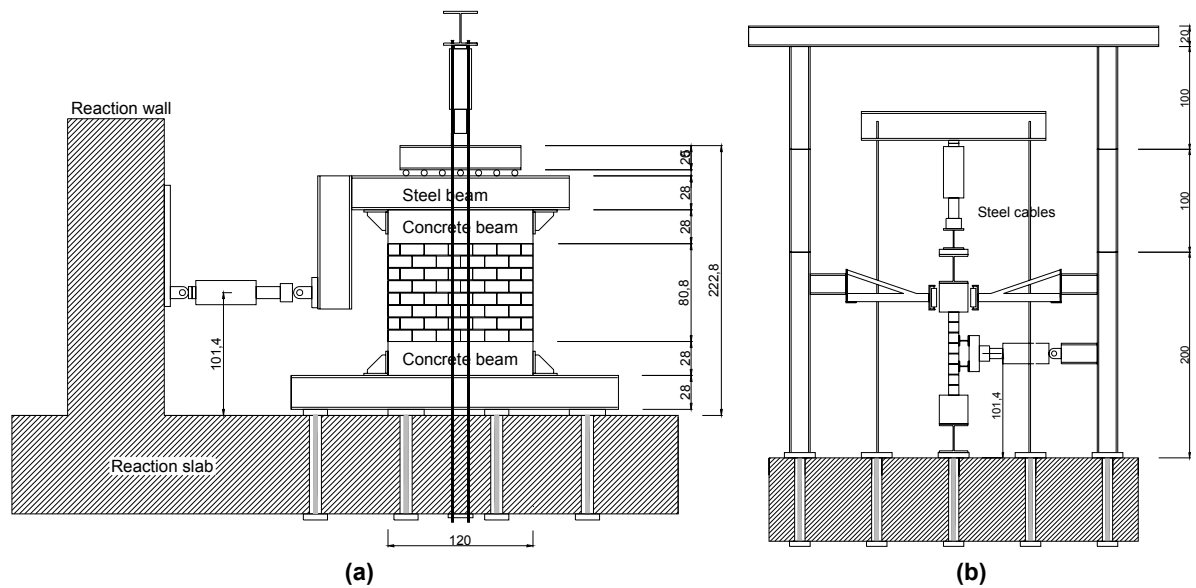 Reaction wall
Steel beam
Concrete beam
Concrete beam
Reaction slab
101,4
28
28
80,8
28
28
222,8
120
(a)
Steel cables
101,4
20
100
100
200
(b)